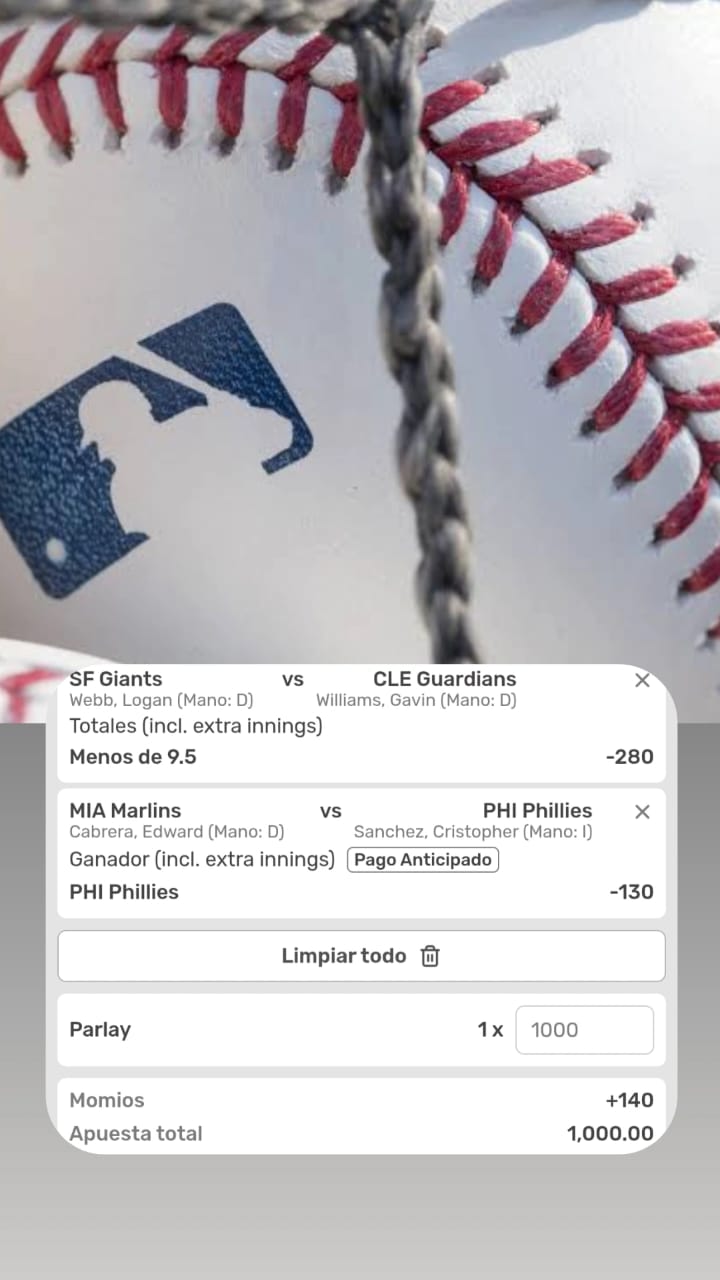 SF Giants vs CLE Guardians
Webb, Logan (Mano: D) Williams, Gavin (Mano: D)
Totales (incl. extra innings)
Menos de 9.5 -280
MIA Marlins vs PHI Phillies
Cabrera, Edward (Mano: D) Sanchez, Cristopher (Mano: I)
Ganador (incl. extra innings) Pago Anticipado
PHI Phillies -130
Limpiar todo
Parlay 1 x 1000
Momios +140
Apuesta total 1,000.00